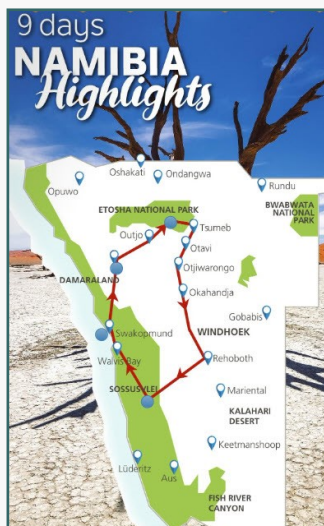 9 days
NAMIBIA
Highlights
Oshakati
Ondangwa
Opuwo
Rundu
BWABWATA
NATIONAL
PARK
ETOSHA NATIONAL PARK
Tsumeb
Outjo
Otavi
DAMARALAND
Otjiwarongo
Okahandja
Gobabis
Swakopmund
WINDHOEK
Walvis Bay
Rehoboth
SOSSUSVLEI
Mariental
KALAHARI
DESERT
Keetmanshoop
Lüderitz
Aus
FISH RIVER
CANYON